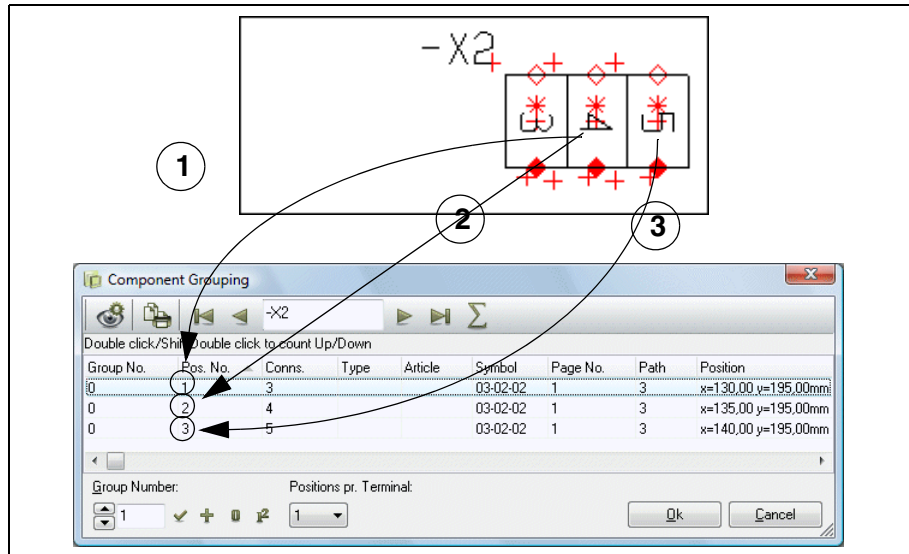 -X2
3 4 5
1
2
3
Component Grouping
-X2
Double click/Shift Double click to count Up/Down
Group No. Pos. No. Conns. Type Article Symbol Page No. Path Position
0 1 3 03-02-02 1 3 x=130,00 y=195,00mm
0 2 4 03-02-02 1 3 x=135,00 y=195,00mm
0 3 5 03-02-02 1 3 x=140,00 y=195,00mm
Group Number: Positions pr. Terminal:
1 1 Ok Cancel